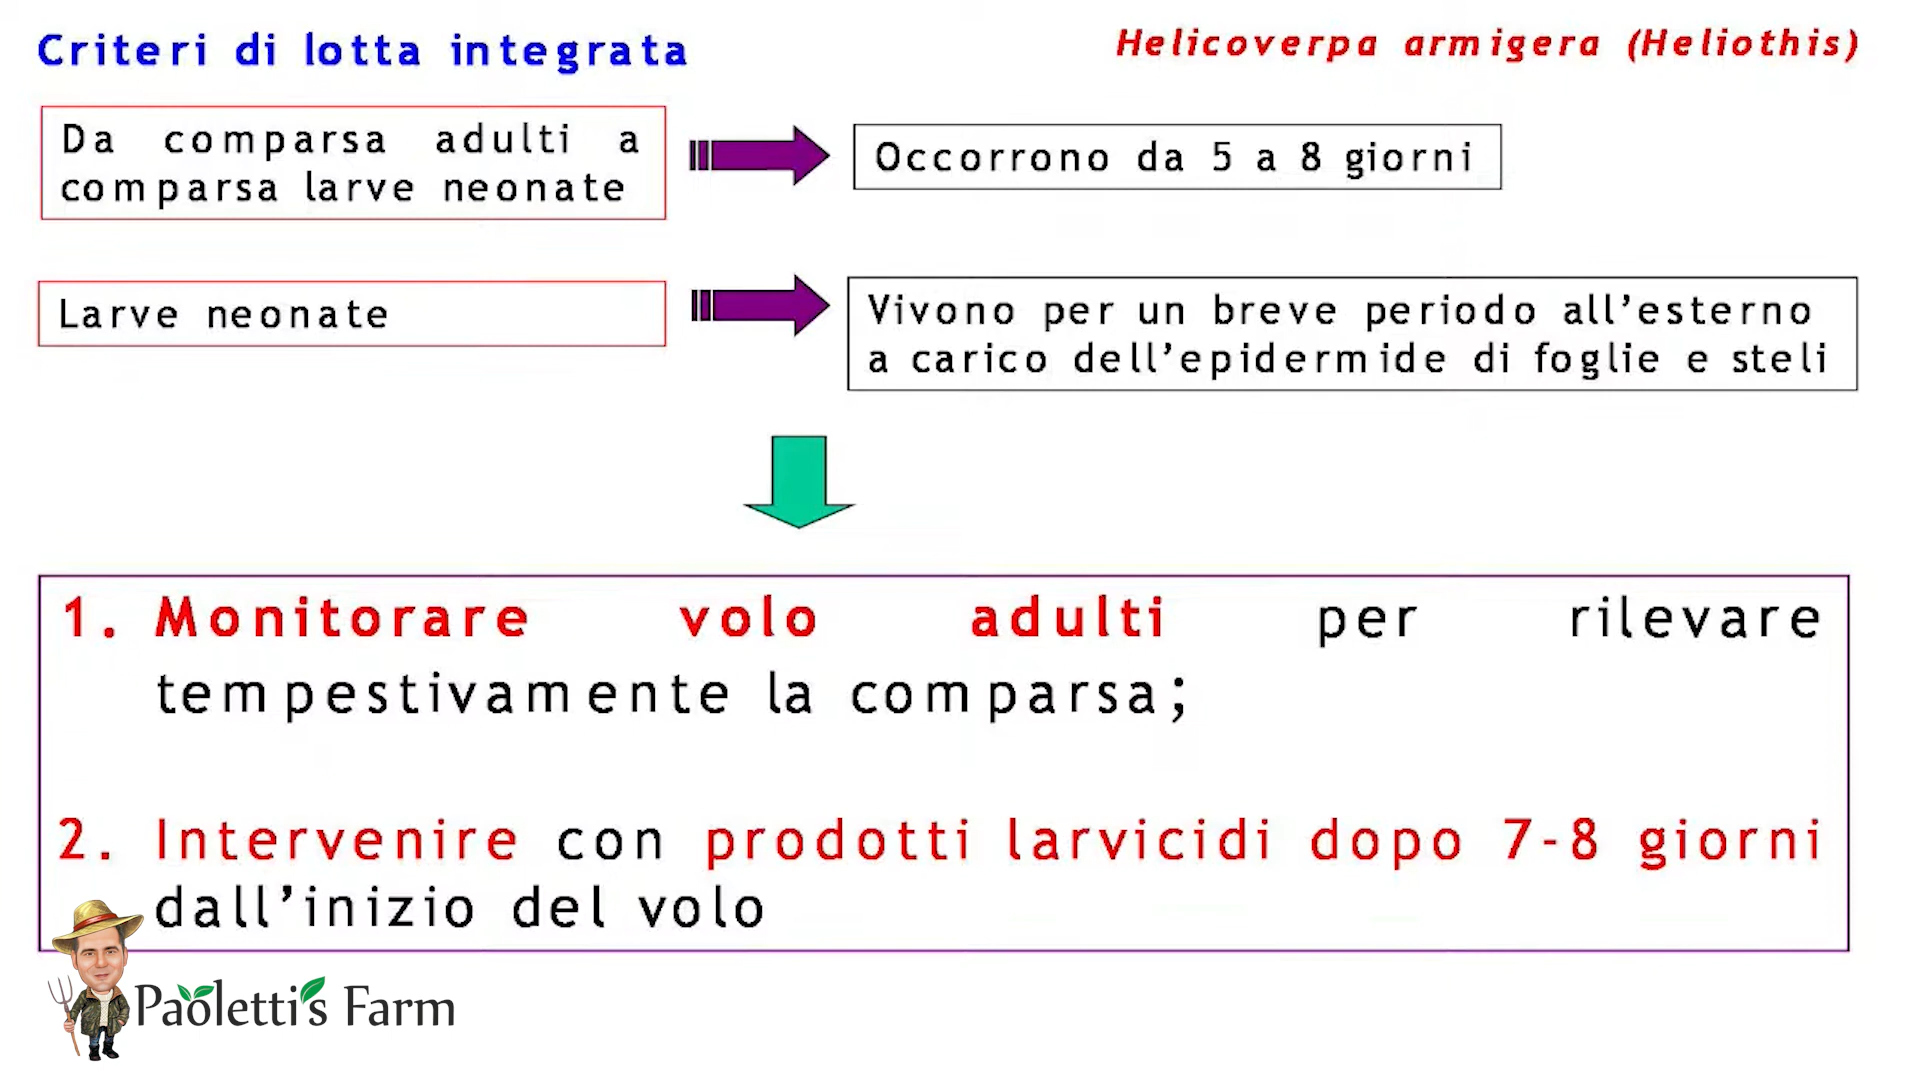 Criteri di lotta integrata
Helicoverpa armigera (Heliothis)
Da comparsa adulti a
comparsa larve neonate
Occorrono da 5 a 8 giorni
Larve neonate
Vivono per un breve periodo all’esterno
a carico dell’epidermide di foglie e steli
1. Monitorare volo adulti per rilevare
tempestivamente la comparsa;
2. Intervenire con prodotti larvicidi dopo 7-8 giorni
dall’inizio del volo
Paoletti's Farm